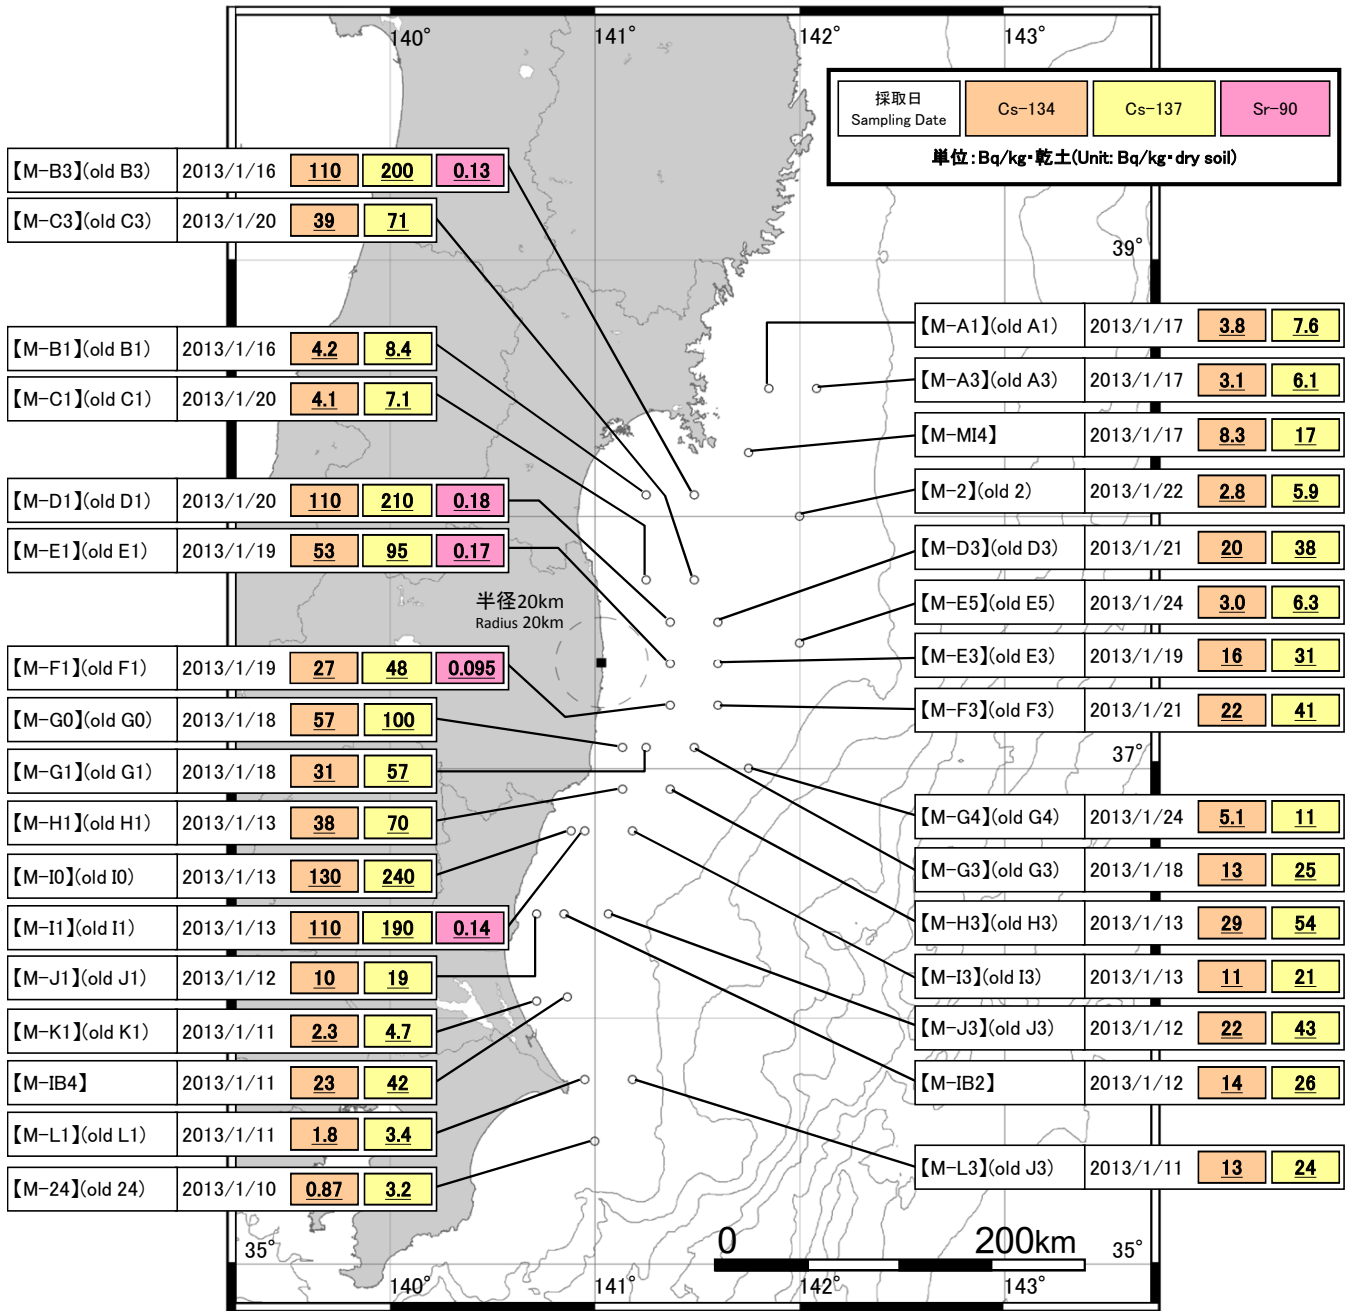 140° 141° 142° 143°
採取日
Sampling Date
Cs-134 Cs-137 Sr-90
単位：Bq/kg・乾土(Unit: Bq/kg・dry soil)
【M-B3】(old B3) 2013/1/16 110 200 0.13
【M-C3】(old C3) 2013/1/20 39 71
39°
【M-B1】(old B1) 2013/1/16 4.2 8.4
【M-C1】(old C1) 2013/1/20 4.1 7.1
【M-D1】(old D1) 2013/1/20 110 210 0.18
【M-E1】(old E1) 2013/1/19 53 95 0.17
半径20km
Radius 20km
【M-F1】(old F1) 2013/1/19 27 48 0.095
【M-G0】(old G0) 2013/1/18 57 100
【M-G1】(old G1) 2013/1/18 31 57
【M-H1】(old H1) 2013/1/13 38 70
【M-I0】(old I0) 2013/1/13 130 240
【M-I1】(old I1) 2013/1/13 110 190 0.14
【M-J1】(old J1) 2013/1/12 10 19
【M-K1】(old K1) 2013/1/11 2.3 4.7
【M-IB4】 2013/1/11 23 42
【M-L1】(old L1) 2013/1/11 1.8 3.4
【M-24】(old 24) 2013/1/10 0.87 3.2
【M-A1】(old A1) 2013/1/17 3.8 7.6
【M-A3】(old A3) 2013/1/17 3.1 6.1
【M-MI4】 2013/1/17 8.3 17
【M-2】(old 2) 2013/1/22 2.8 5.9
【M-D3】(old D3) 2013/1/21 20 38
【M-E5】(old E5) 2013/1/24 3.0 6.3
【M-E3】(old E3) 2013/1/19 16 31
【M-F3】(old F3) 2013/1/21 22 41
37°
【M-G4】(old G4) 2013/1/24 5.1 11
【M-G3】(old G3) 2013/1/18 13 25
【M-H3】(old H3) 2013/1/13 29 54
【M-I3】(old I3) 2013/1/13 11 21
【M-J3】(old J3) 2013/1/12 22 43
【M-IB2】 2013/1/12 14 26
【M-L3】(old J3) 2013/1/11 13 24
0 200km
35° 35°
140° 141° 142° 143°